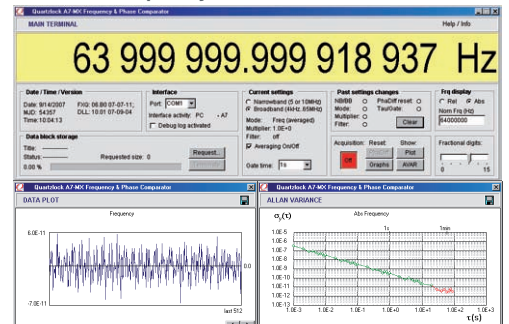 Quartzlock A7-MX Frequency & Phase Comparator
MAIN TERMINAL
Help / Info
63 999 999.999 918 937 Hz
Date / Time / Version
Date: 9/14/2007
MJD: 54357
Time: 10:04:13
FXQ: 06.B0 07-07-11;
DLL: 10.01 07-09-04
Interface
Port: COM1
Interface activity: PC - A7
Debug log activated
Current settings
Narrowband (5 or 10MHz)
Broadband (4kHz..65MHz)
Mode: Freq (averaged)
Multiplier: 1.0E+0
Filter: off
Averaging On/Off
Gate time: 1s
Past settings changes
NB/BB PhaDiff reset:
Mode: Tau/Gate:
Multiplier:
Filter:
Clear
Frq display
Rel Abs
Nom Frq (Hz)
64000000
Data block storage
Title:
Status:
Requested size: 0
Request...
0.00 %
Acquisition: Reset: Show:
Off
Plot
Graphs AVAR
Fractional digits:
0 15
Quartzlock A7-MX Frequency & Phase Comparator
DATA PLOT
Frequency
6.0E-11
0.0
-7.0E-11
last 512
Quartzlock A7-MX Frequency & Phase Comparator
ALLAN VARIANCE
σy(τ)
Abs Frequency
1s 1min
1.0E-5
1.0E-6
1.0E-7
1.0E-8
1.0E-9
1.0E-10
1.0E-11
1.0E-12
1.0E-13
1.0E-3 1.0E-2 1.0E-1 1.0E+0 1.0E+1 1.0E+2 1.0E+3
τ(s)